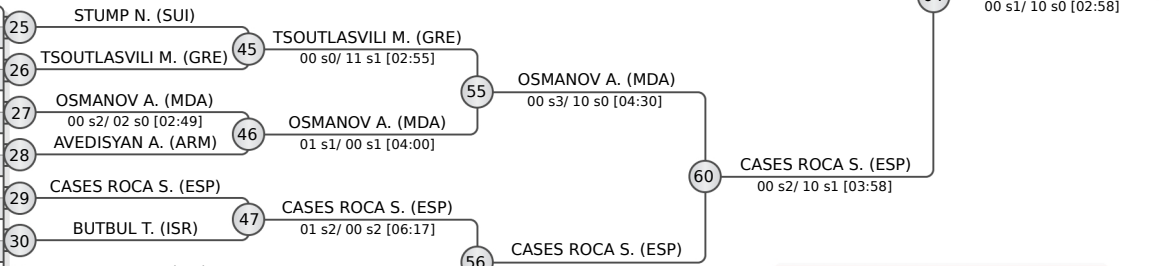 00 s1/ 10 s0 [02:58]
STUMP N. (SUI)
25
TSOUTLASVILI M. (GRE)
45
00 s0/ 11 s1 [02:55]
TSOUTLASVILI M. (GRE)
26
OSMANOV A. (MDA)
55
00 s3/ 10 s0 [04:30]
OSMANOV A. (MDA)
27
00 s2/ 02 s0 [02:49]
OSMANOV A. (MDA)
46
01 s1/ 00 s1 [04:00]
AVEDISYAN A. (ARM)
28
CASES ROCA S. (ESP)
60
00 s2/ 10 s1 [03:58]
CASES ROCA S. (ESP)
29
CASES ROCA S. (ESP)
47
01 s2/ 00 s2 [06:17]
BUTBUL T. (ISR)
30
CASES ROCA S. (ESP)
56